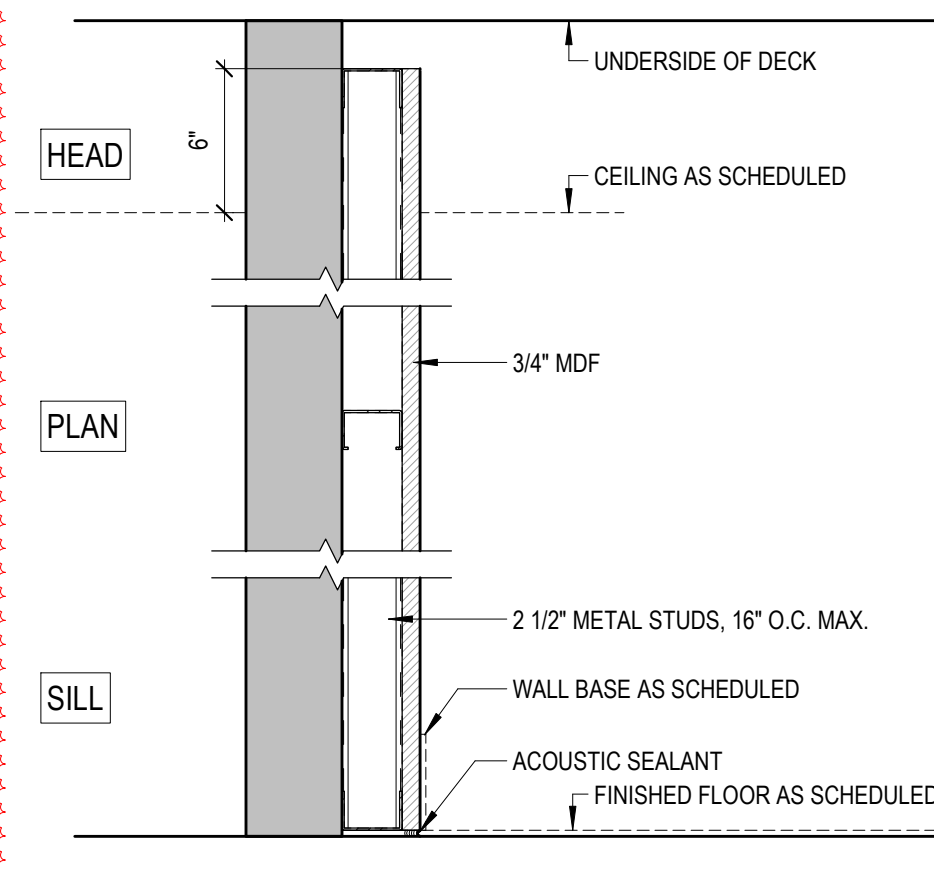 UNDERSIDE OF DECK
6"
HEAD
CEILING AS SCHEDULED
3/4" MDF
PLAN
2 1/2" METAL STUDS, 16" O.C. MAX.
WALL BASE AS SCHEDULED
SILL
ACOUSTIC SEALANT
FINISHED FLOOR AS SCHEDULED